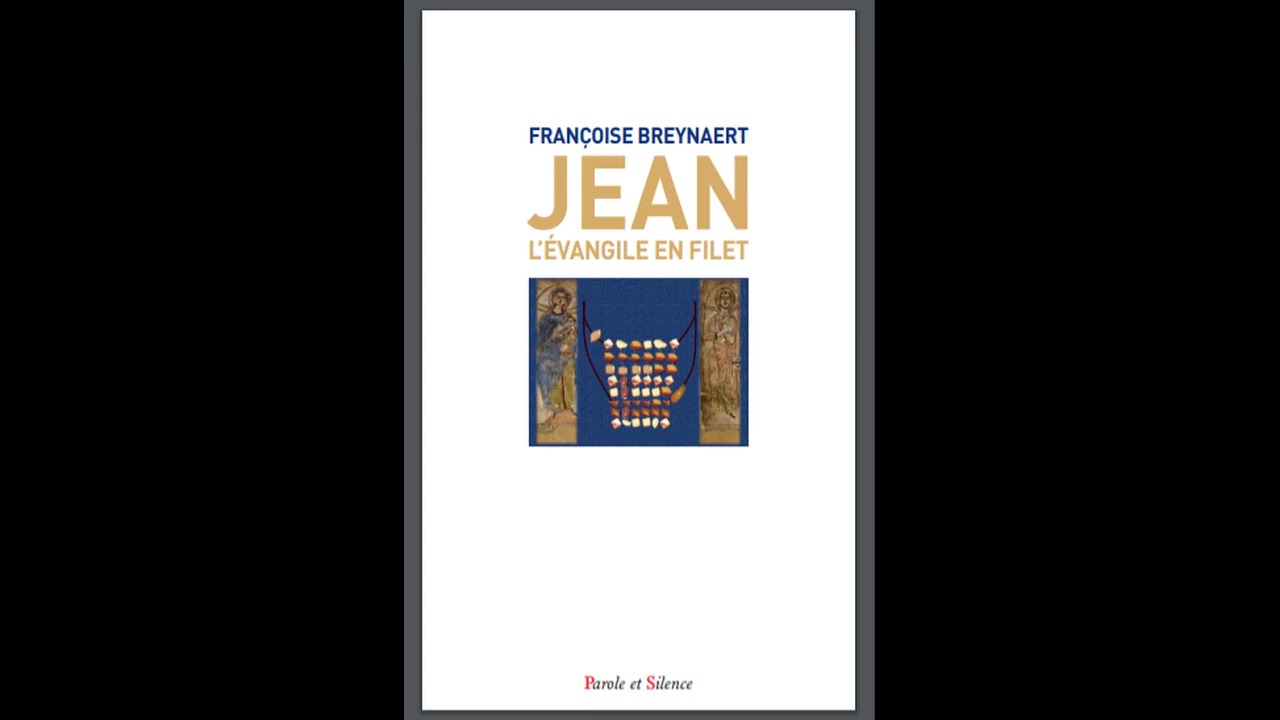 FRANÇOISE BREYNAERT
JEAN
L'ÉVANGILE EN FILET
Parole et Silence